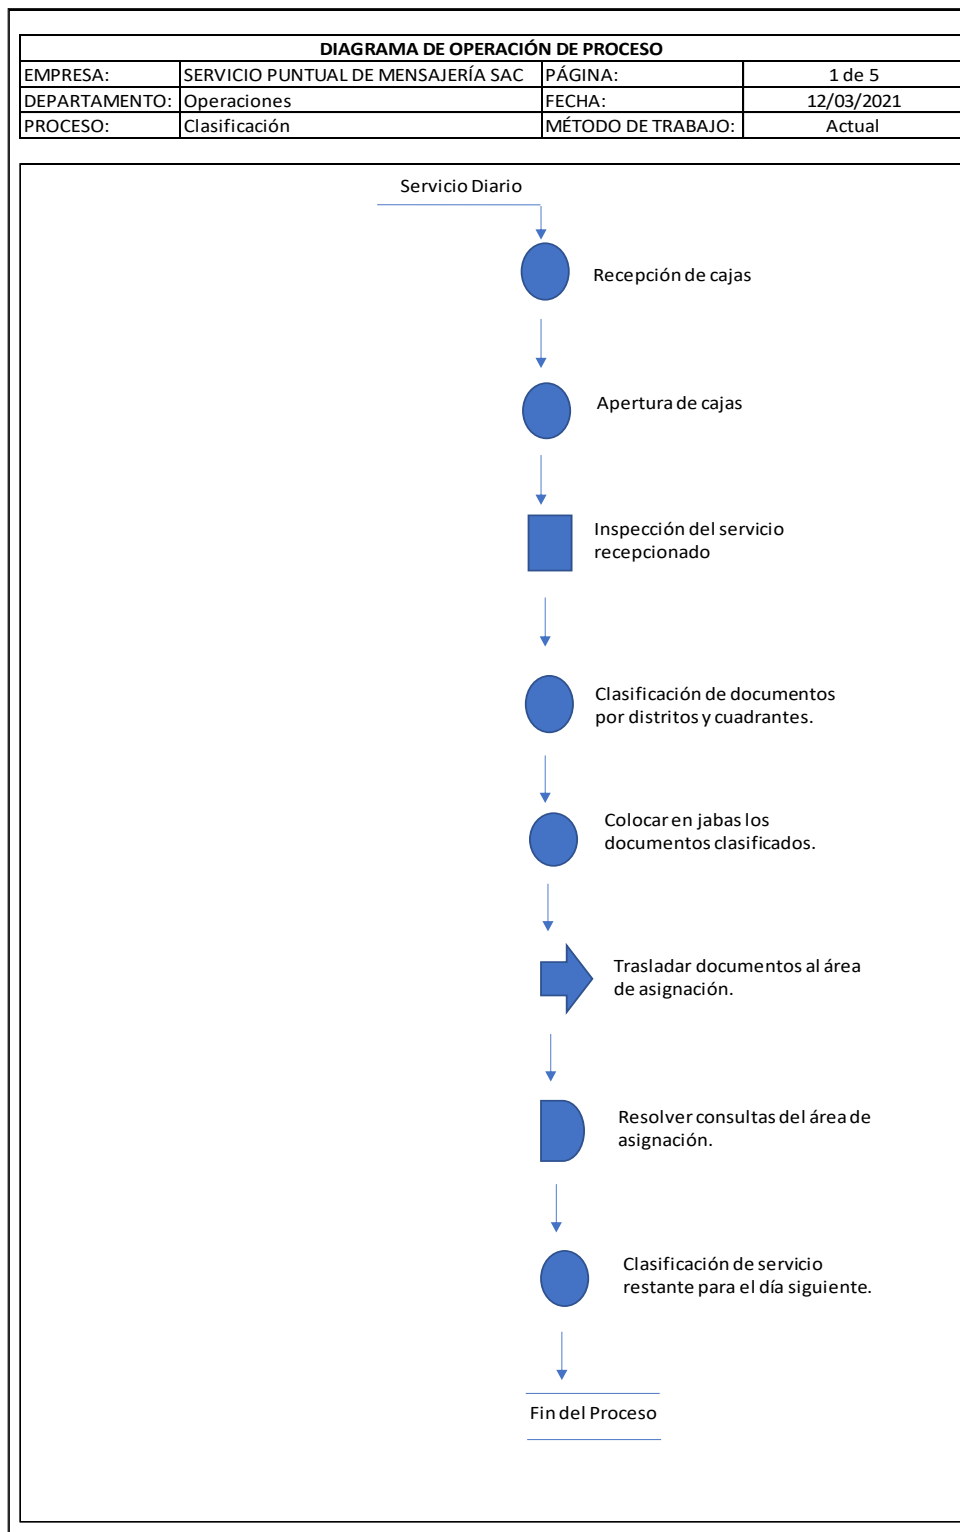 DIAGRAMA DE OPERACIÓN DE PROCESO
EMPRESA: SERVICIO PUNTUAL DE MENSAJERÍA SAC PÁGINA: 1 de 5
DEPARTAMENTO: Operaciones FECHA: 12/03/2021
PROCESO: Clasificación MÉTODO DE TRABAJO: Actual
Servicio Diario
Recepción de cajas
Apertura de cajas
Inspección del servicio
recepcionado
Clasificación de documentos
por distritos y cuadrantes.
Colocar en jabas los
documentos clasificados.
Trasladar documentos al área
de asignación.
Resolver consultas del área de
asignación.
Clasificación de servicio
restante para el día siguiente.
Fin del Proceso